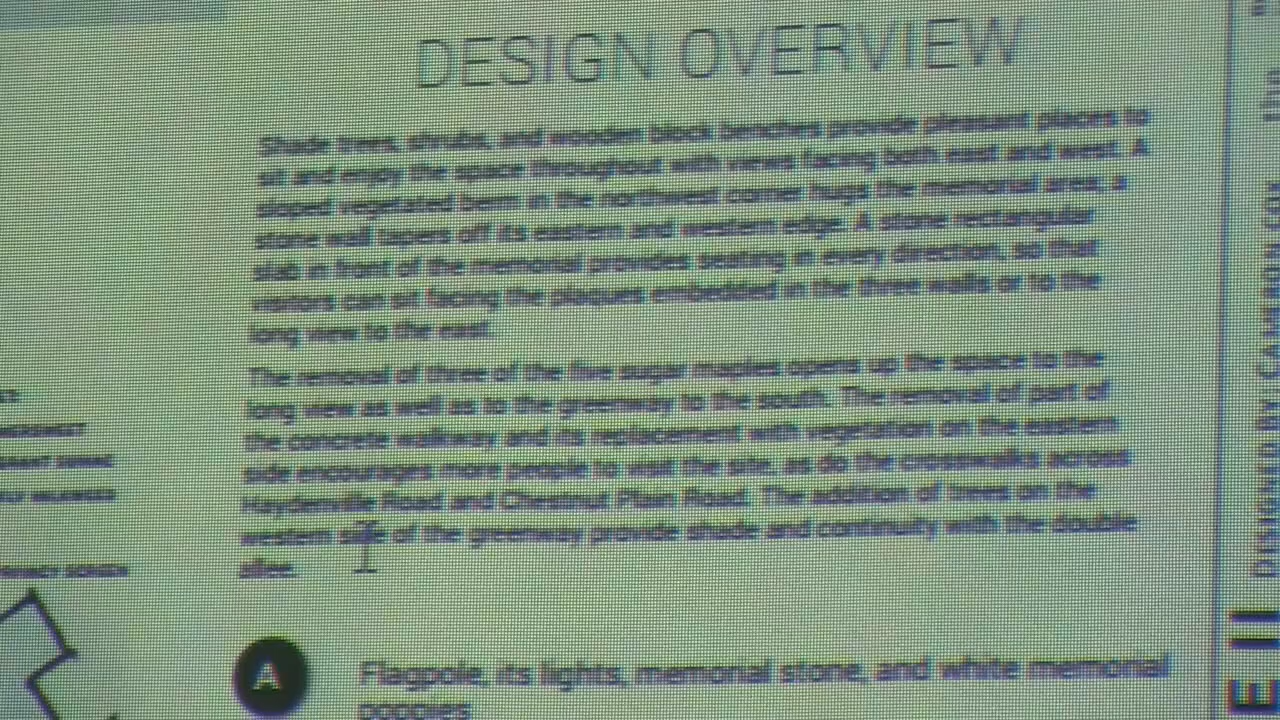 DESIGN OVERVIEW
Shade trees, shrubs, and wooden block benches provide pleasant places to
sit and enjoy the space throughout with views facing both east and west. A
sloped vegetated berm in the northwest corner hugs the memorial area; a
stone wall tapers off its eastern and western edge. A stone rectangular
slab in front of the memorial provides seating in every direction, so that
visitors can sit facing the plaques embedded in the three walls or to the
long view to the east.
The removal of three of the five sugar maples opens up the space to the
long view as well as to the greenway to the south. The removal of part of
the concrete walkway and its replacement with vegetation on the eastern
side encourages more people to visit the site, as do the crosswalks across
Haydenville Road and Chestnut Plain Road. The addition of trees on the
western side of the greenway provide shade and continuity with the double
allee.
A
Flagpole, its lights, memorial stone, and white memorial
poppies
SCREEN
DESIGNED BY CAMERON